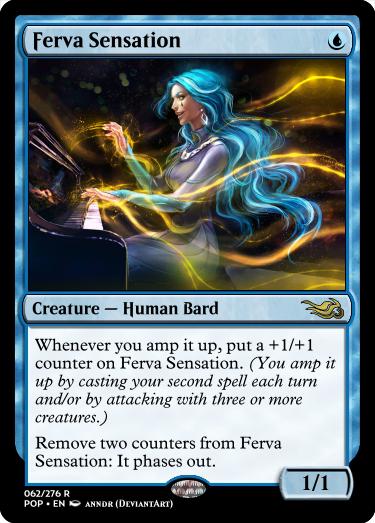 Ferva Sensation
Creature — Human Bard
Whenever you amp it up, put a +1/+1
counter on Ferva Sensation. (You amp it
up by casting your second spell each turn
and/or by attacking with three or more
creatures.)
Remove two counters from Ferva
Sensation: It phases out.
1/1
062/276 R
POP • EN ANNDR (DEVIANTART)